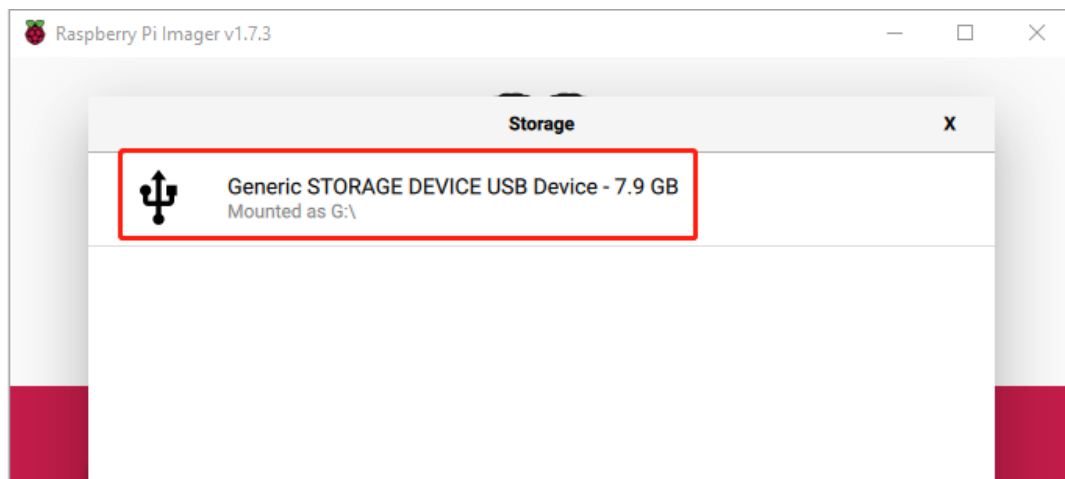 Raspberry Pi Imager v1.7.3
Storage
X
Generic STORAGE DEVICE USB Device - 7.9 GB
Mounted as G:\